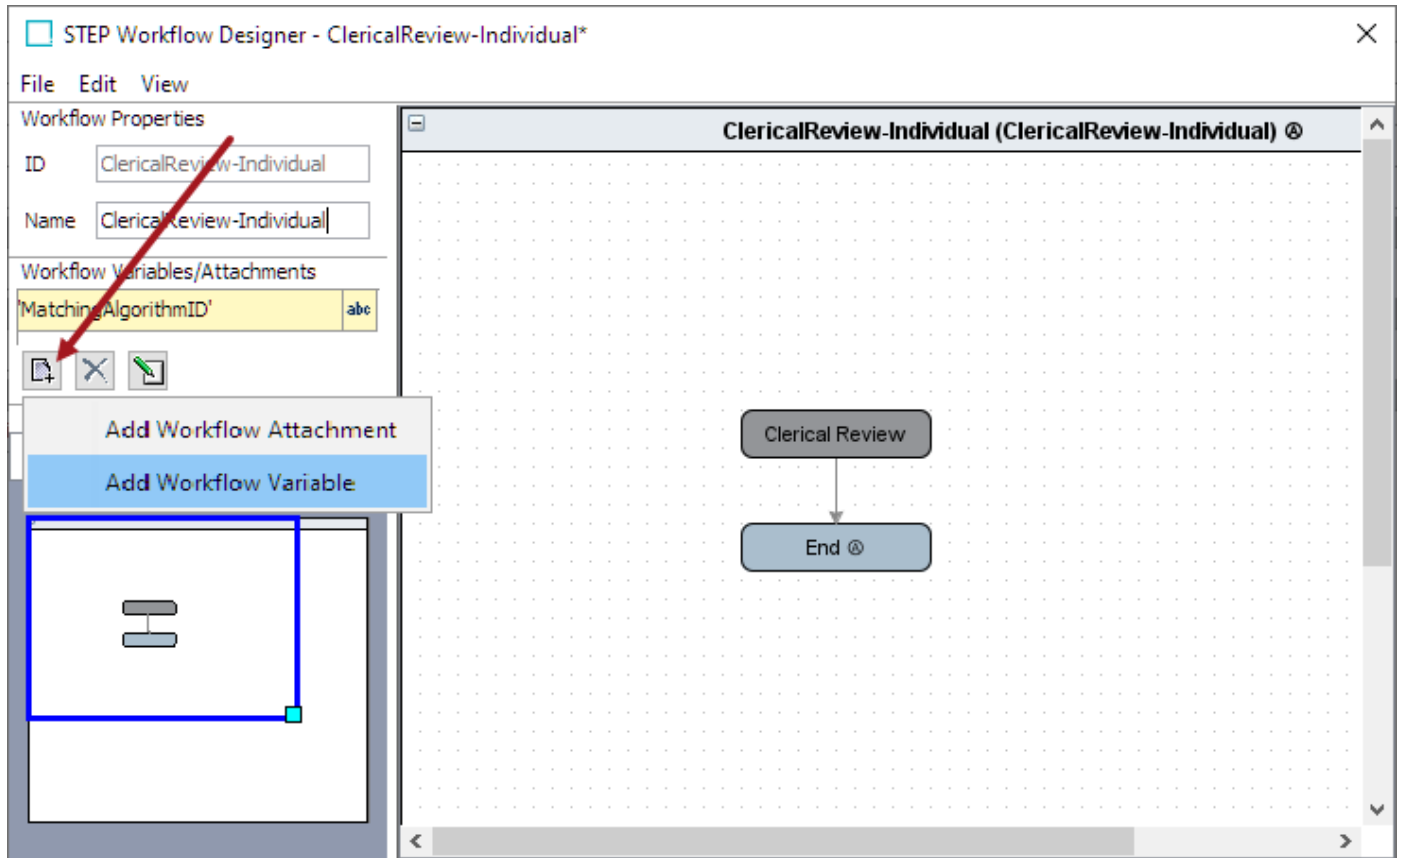 STEP Workflow Designer - ClericalReview-Individual*
File Edit View
Workflow Properties
ID ClericalReview-Individual
Name ClericalReview-Individual
Workflow Variables/Attachments
'MatchingAlgorithmID' abc
Add Workflow Attachment
Add Workflow Variable
ClericalReview-Individual (ClericalReview-Individual) Ⓐ
Clerical Review
End Ⓐ